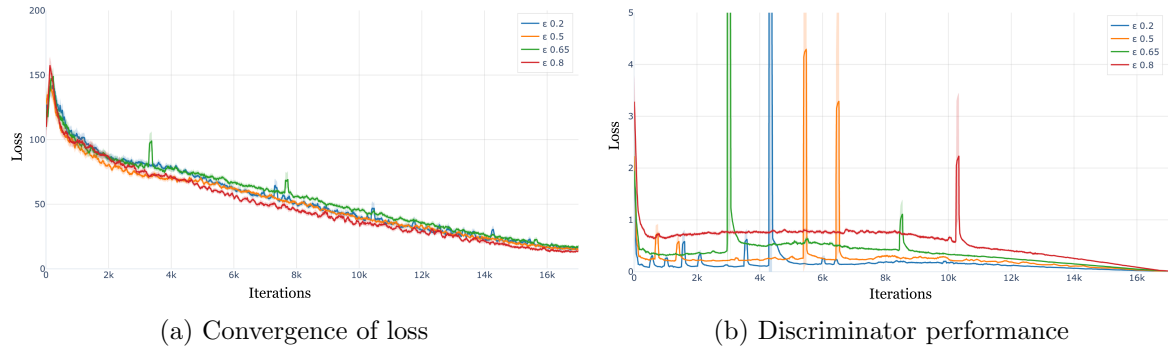 200
150
100
50
0
Loss
0
2k
4k
6k
8k
10k
12k
14k
16k
Iterations
ε 0.2
ε 0.5
ε 0.65
ε 0.8
(a) Convergence of loss
5
4
3
2
1
0
Loss
0
2k
4k
6k
8k
10k
12k
14k
16k
Iterations
ε 0.2
ε 0.5
ε 0.65
ε 0.8
(b) Discriminator performance